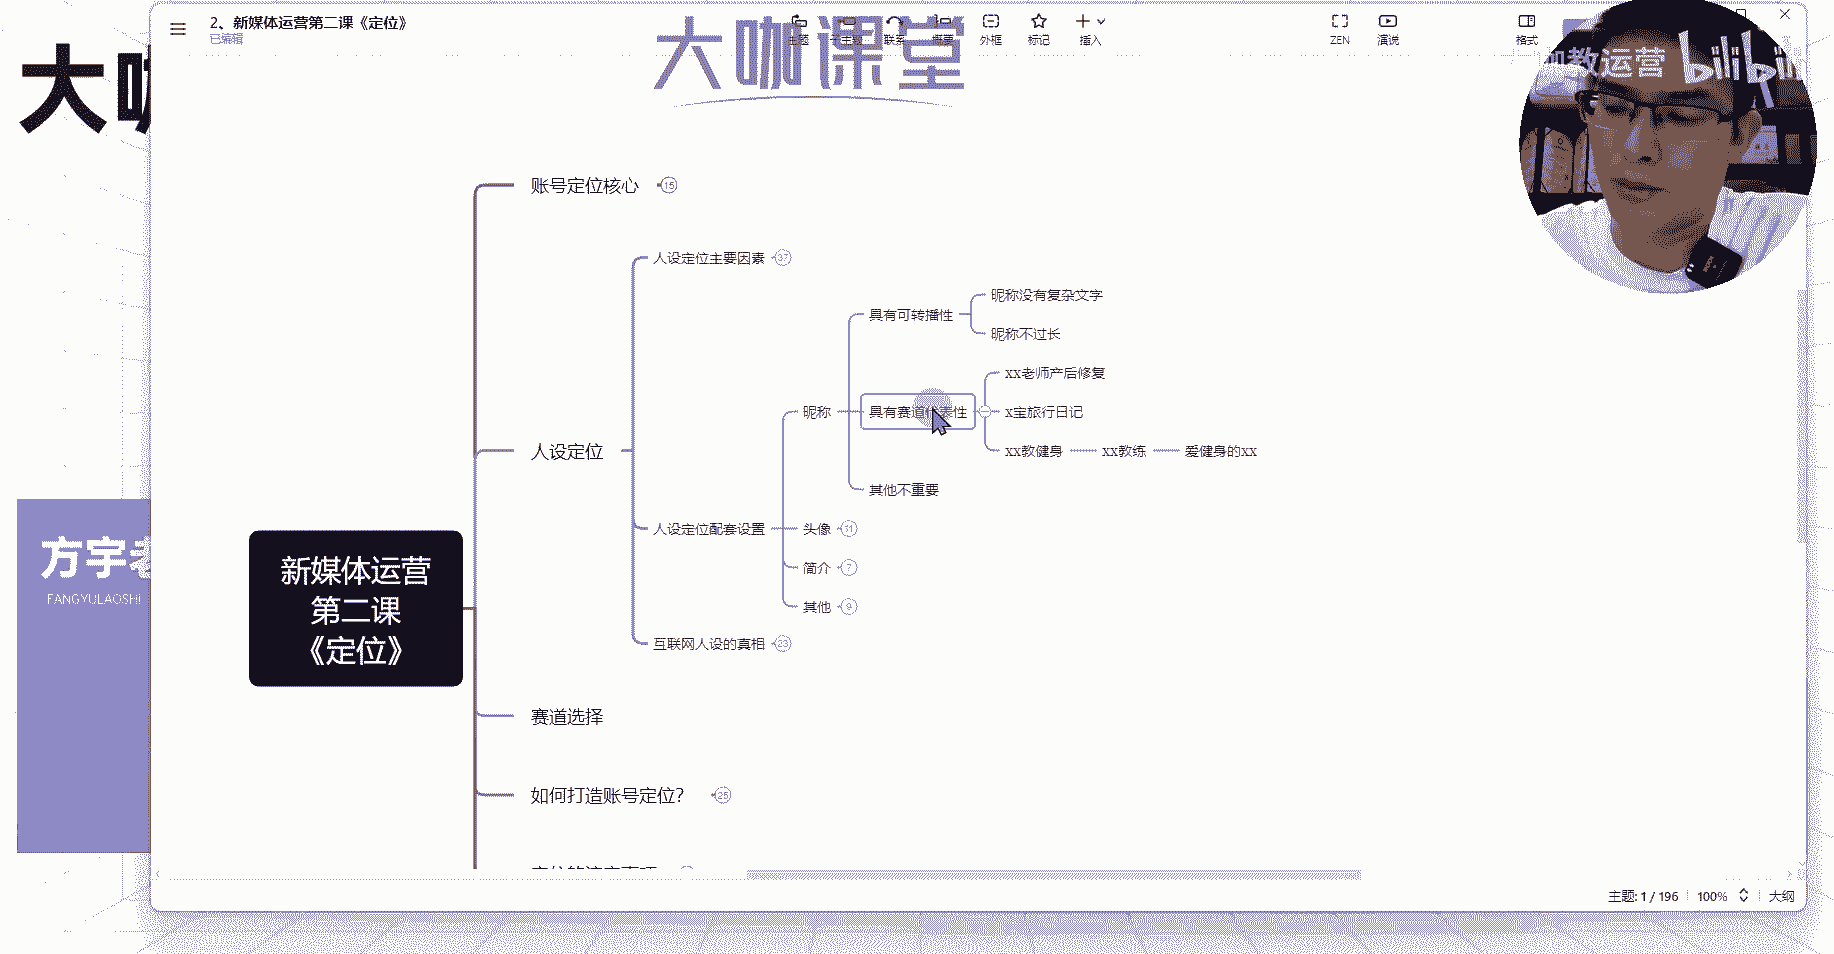 2、新媒体运营第二课《定位》
已编辑
主题
子主题
联系
概要
外框
标记
插入
ZEN
演说
格式
大咖课堂
教运营
bilibili
大咖
账号定位核心 15
人设定位主要因素 37
昵称没有复杂文字
具有可转播性
昵称不过长
xx老师产后修复
昵称
具有赛道代表性
x宝旅行日记
人设定位
xx教健身
xx教练
爱健身的xx
其他不重要
人设定位配套设置
头像 11
新媒体运营
第二课
《定位》
简介 7
其他 9
互联网人设的真相 23
方宇老
FANGYULAOSHI
赛道选择
如何打造账号定位? 25
主题: 1 / 196
100%
大纲